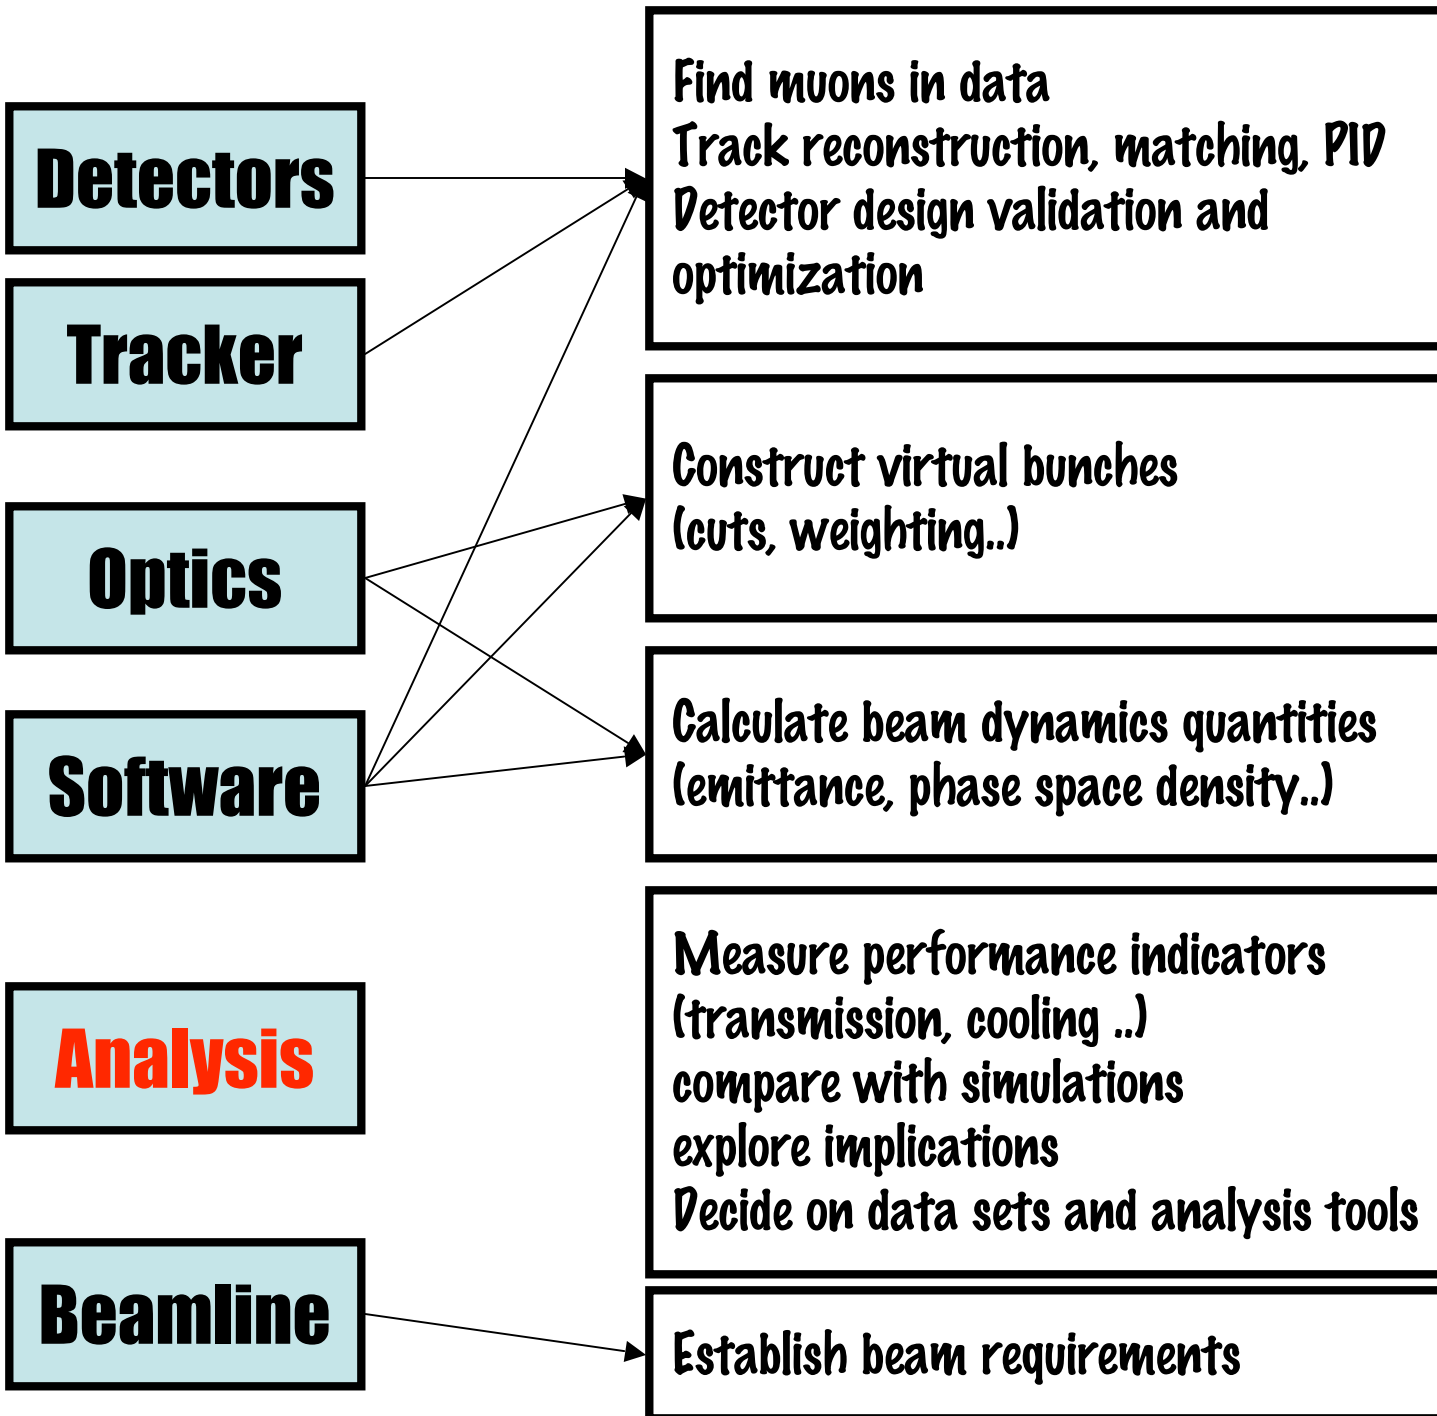 Detectors
Tracker
Optics
Software
Analysis
Beamline
Find muons in data
Track reconstruction, matching, PID
Detector design validation and
optimization
Construct virtual bunches
(cuts, weighting..)
Calculate beam dynamics quantities
(emittance, phase space density..)
Measure performance indicators
(transmission, cooling ..)
compare with simulations
explore implications
Decide on data sets and analysis tools
Establish beam requirements